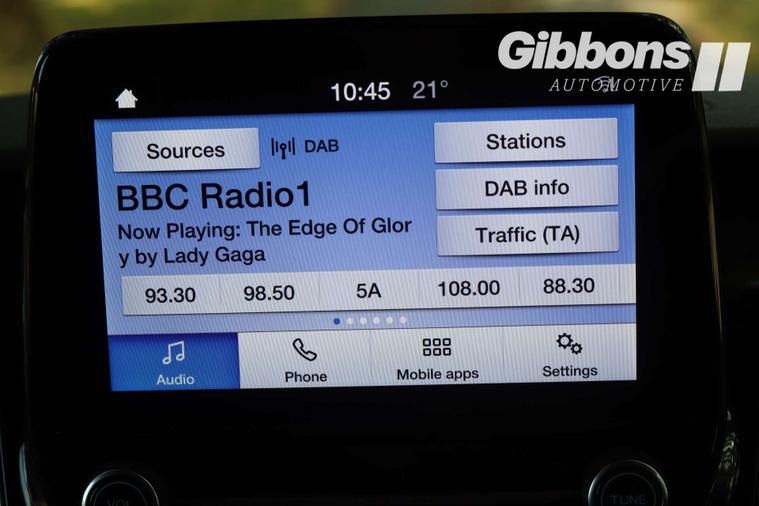 Gibbons
AUTOMOTIVE
10:45 21°
Sources DAB Stations
BBC Radio1 DAB info
Now Playing: The Edge Of Glor
y by Lady Gaga
Traffic (TA)
93.30 98.50 5A 108.00 88.30
Audio Phone Mobile apps Settings
VOL TUNE